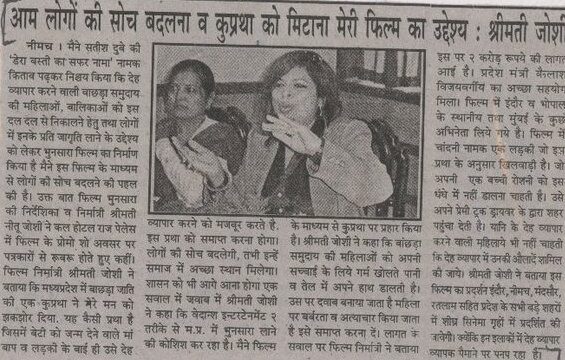 आम लोगों की सोच बदलना व कुप्रथा को मिटाना मेरी फिल्म का उद्देश्य : श्रीमती जोशी
नीमच । मैने सतीश दुबे की
'डेरा बस्ती का सफर नामा' नामक
किताब पढ़कर निश्चय किया कि देह
व्यापार करने वाली बाछड़ा समुदाय
की महिलाओं, बालिकाओं को इस
दल दल से निकालने हेतु तथा लोगों
में इनके प्रति जागृति लाने के उद्देश्य
को लेकर भुनसारा फिल्म का निर्माण
किया है मैने इस फिल्म के माध्यम
से लोगों की सोच बदलने की पहल
की है। उक्त बात फिल्म भुनसारा
की निर्देशिका व निर्मात्री श्रीमती
नीतू जोशी ने कल होटल राज पेलेस
में फिल्म के प्रोमो शो अवसर पर
पत्रकारों से रूबरू होते हुए कहीं।
फिल्म निर्मात्री श्रीमती जोशी ने
बताया कि मध्यप्रदेश में बाछड़ा जाति
की एक कुप्रथा ने मेरे मन को
झकझोर दिया, यह कैसी प्रथा है
जिसमें बेटी को जन्म देने वाले मां
बाप व लड़की के बाई ही उसे देह
व्यापार करने को मजबूर करते है.
इस प्रथा को समाप्त करना होगा।
लोगों की सोच बदलेगी, तभी इन्हें
समाज में अच्छा स्थान मिलेगा।
शासन को भी आगे आना होगा एक
सवाल के जवाब में श्रीमती जोशी
ने कहा कि वेदान्श इन्टरटेनमेंट २
तरीके से म.प्र. में भुनसारा लाने
की कोशिश कर रहा है। मैने फिल्म
के माध्यम से कुप्रथा पर प्रहार किया
है। श्रीमती जोशी ने कहा कि बांछड़ा
समुदाय की महिलाओं को अपनी
सच्चाई के लिये गर्म खोलते पानी
व तेल में अपने हाथ डालती है।
उस पर दवाब बनाया जाता है महिला
पर बर्बरता व अत्याचार किया जाता
है इसे समाप्त करना दें। लागत के
सवाल पर फिल्म निर्मात्री ने बताया
इस पर २ करोड़ रूपये की लागत
आई है। प्रदेश मंत्री कैलाश
विजयवर्गीय का अच्छा सहयोग
मिला। फिल्म में इंदौर व भोपाल
के स्थानीय तथा मुंबई के कुछ
अभिनेता लिये गये है। फिल्म में
चांदनी नामक एक लड़की जो इस
प्रथा के अनुसार खिलवाड़ी है। जो
अपनी एक बच्ची रोशनी को इस
धंधे में नहीं डालना चाहती है। उसे
अपने प्रेमी ट्रक ड्रायवर के द्वारा शहर
पहुंचा देती है। यानि के देह व्यापार
करने वाली महिलाये भी नहीं चाहती
कि देह व्यापार में उनकी औलादें शामिल
की जाये। श्रीमती जोशी ने बताया इस
फिल्म का प्रदर्शन इंदौर, नीमच, मंदसौर,
रतलाम सहित प्रदेश के सभी बड़े शहरों
में शीघ्र सिनेमा गृहों में प्रदर्शित की
जावेगी। क्योंकि इन इलाकों में देह व्यापार
व्यापक पैमाने पर पनप रहा है।